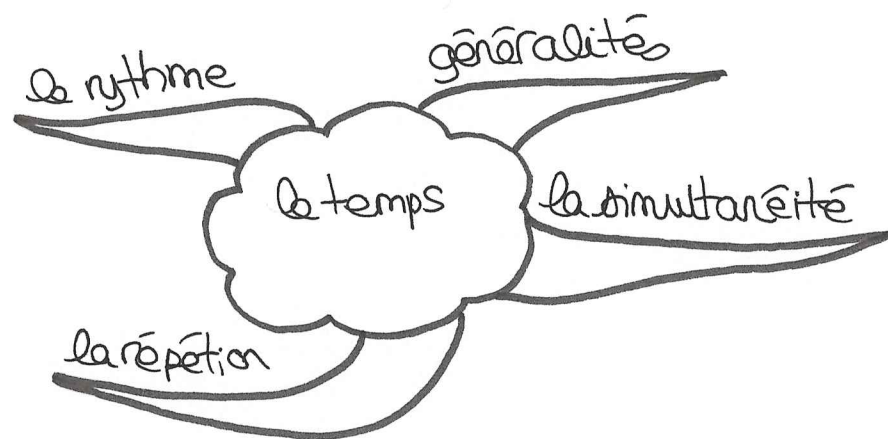 le rythme
généralités
le temps
la simultanéité
la répétion